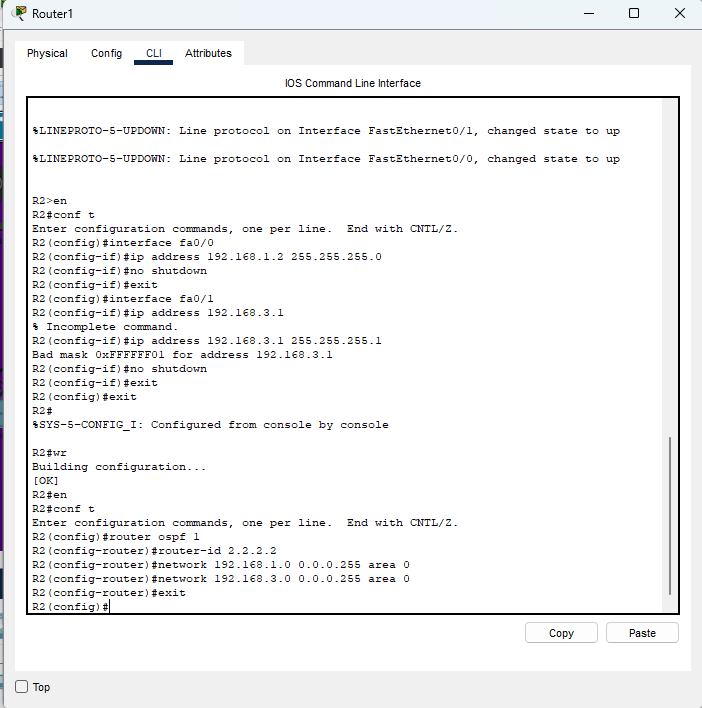 Router1
Physical Config CLI Attributes
IOS Command Line Interface
%LINEPROTO-5-UPDOWN: Line protocol on Interface FastEthernet0/1, changed state to up
%LINEPROTO-5-UPDOWN: Line protocol on Interface FastEthernet0/0, changed state to up
R2>en
R2#conf t
Enter configuration commands, one per line.  End with CNTL/Z.
R2(config)#interface fa0/0
R2(config-if)#ip address 192.168.1.2 255.255.255.0
R2(config-if)#no shutdown
R2(config-if)#exit
R2(config)#interface fa0/1
R2(config-if)#ip address 192.168.3.1
% Incomplete command.
R2(config-if)#ip address 192.168.3.1 255.255.255.1
Bad mask 0xFFFFFF01 for address 192.168.3.1
R2(config-if)#no shutdown
R2(config-if)#exit
R2(config)#exit
R2#
%SYS-5-CONFIG_I: Configured from console by console
R2#wr
Building configuration...
[OK]
R2#en
R2#conf t
Enter configuration commands, one per line.  End with CNTL/Z.
R2(config)#router ospf 1
R2(config-router)#router-id 2.2.2.2
R2(config-router)#network 192.168.1.0 0.0.0.255 area 0
R2(config-router)#network 192.168.3.0 0.0.0.255 area 0
R2(config-router)#exit
R2(config)#
Copy Paste
Top